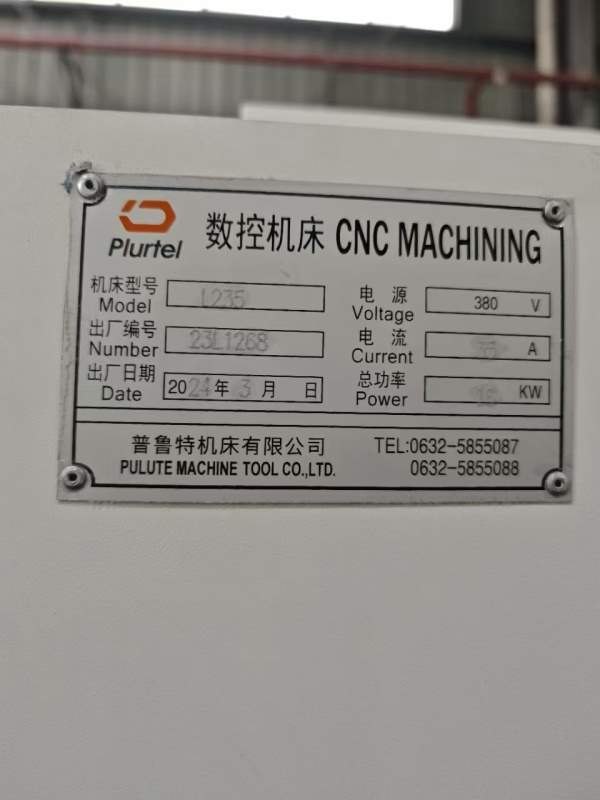 Plurtel
数控机床 CNC MACHINING
机床型号 Model L235
电源 Voltage 380 V
出厂编号 Number 23L1268
电流 Current 35 A
出厂日期 Date 2024年3月 日
总功率 Power KW
普鲁特机床有限公司
PULUTE MACHINE TOOL CO.,LTD.
TEL:0632-5855087
0632-5855088